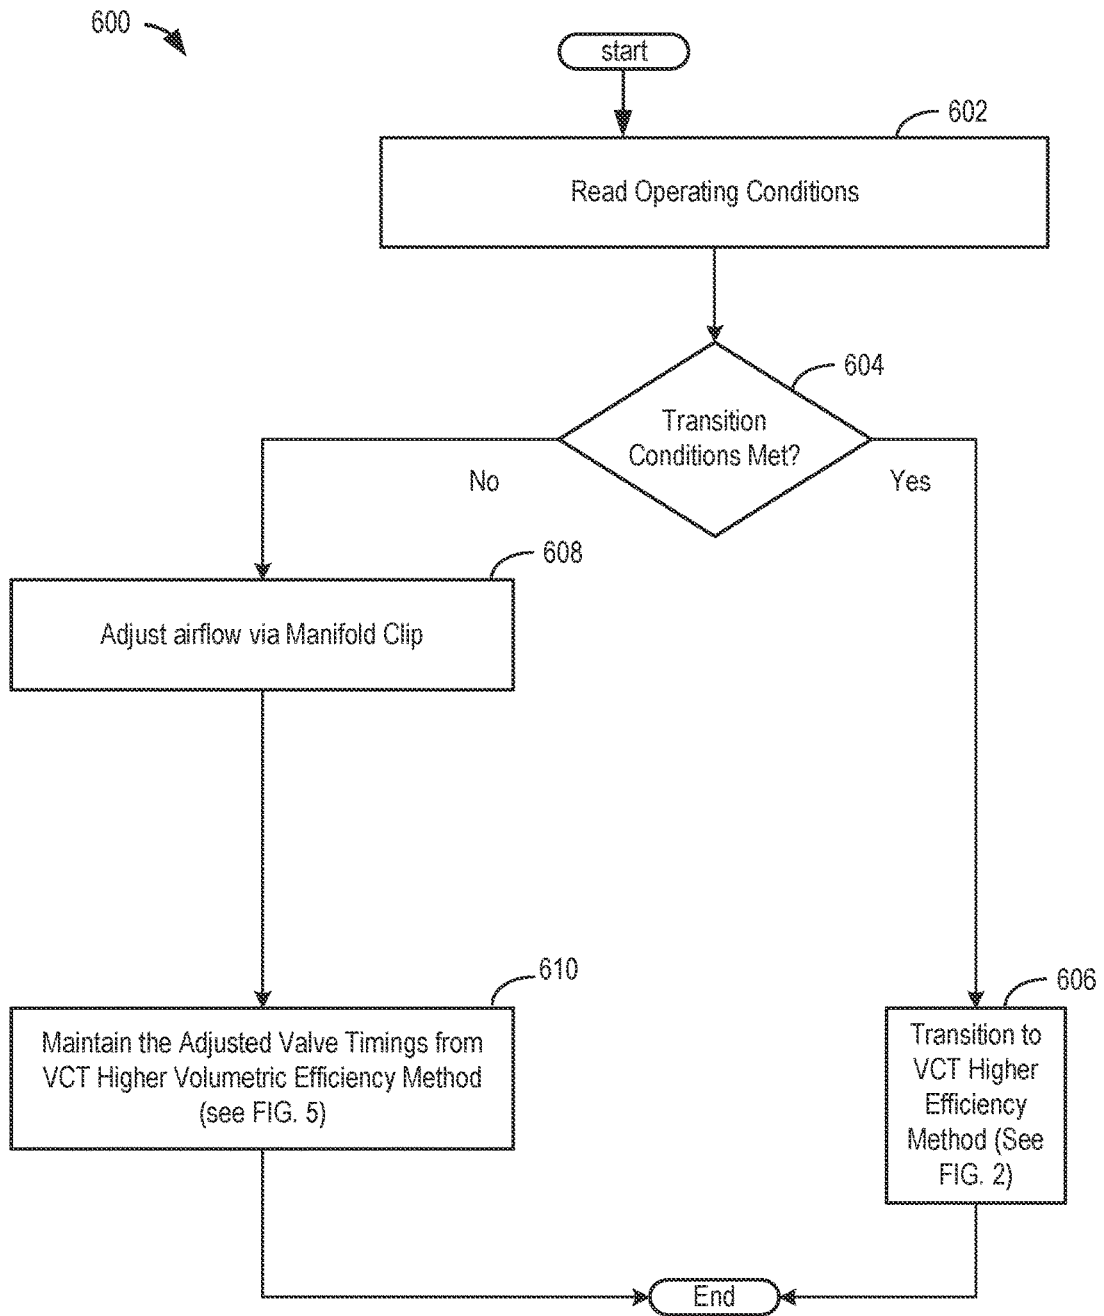 600
start
602
Read Operating Conditions
604
Transition
Conditions Met?
No
Yes
608
Adjust airflow via Manifold Clip
610
Maintain the Adjusted Valve Timings from
VCT Higher Volumetric Efficiency Method
(see FIG. 5)
606
Transition to
VCT Higher
Efficiency
Method (See
FIG. 2)
End